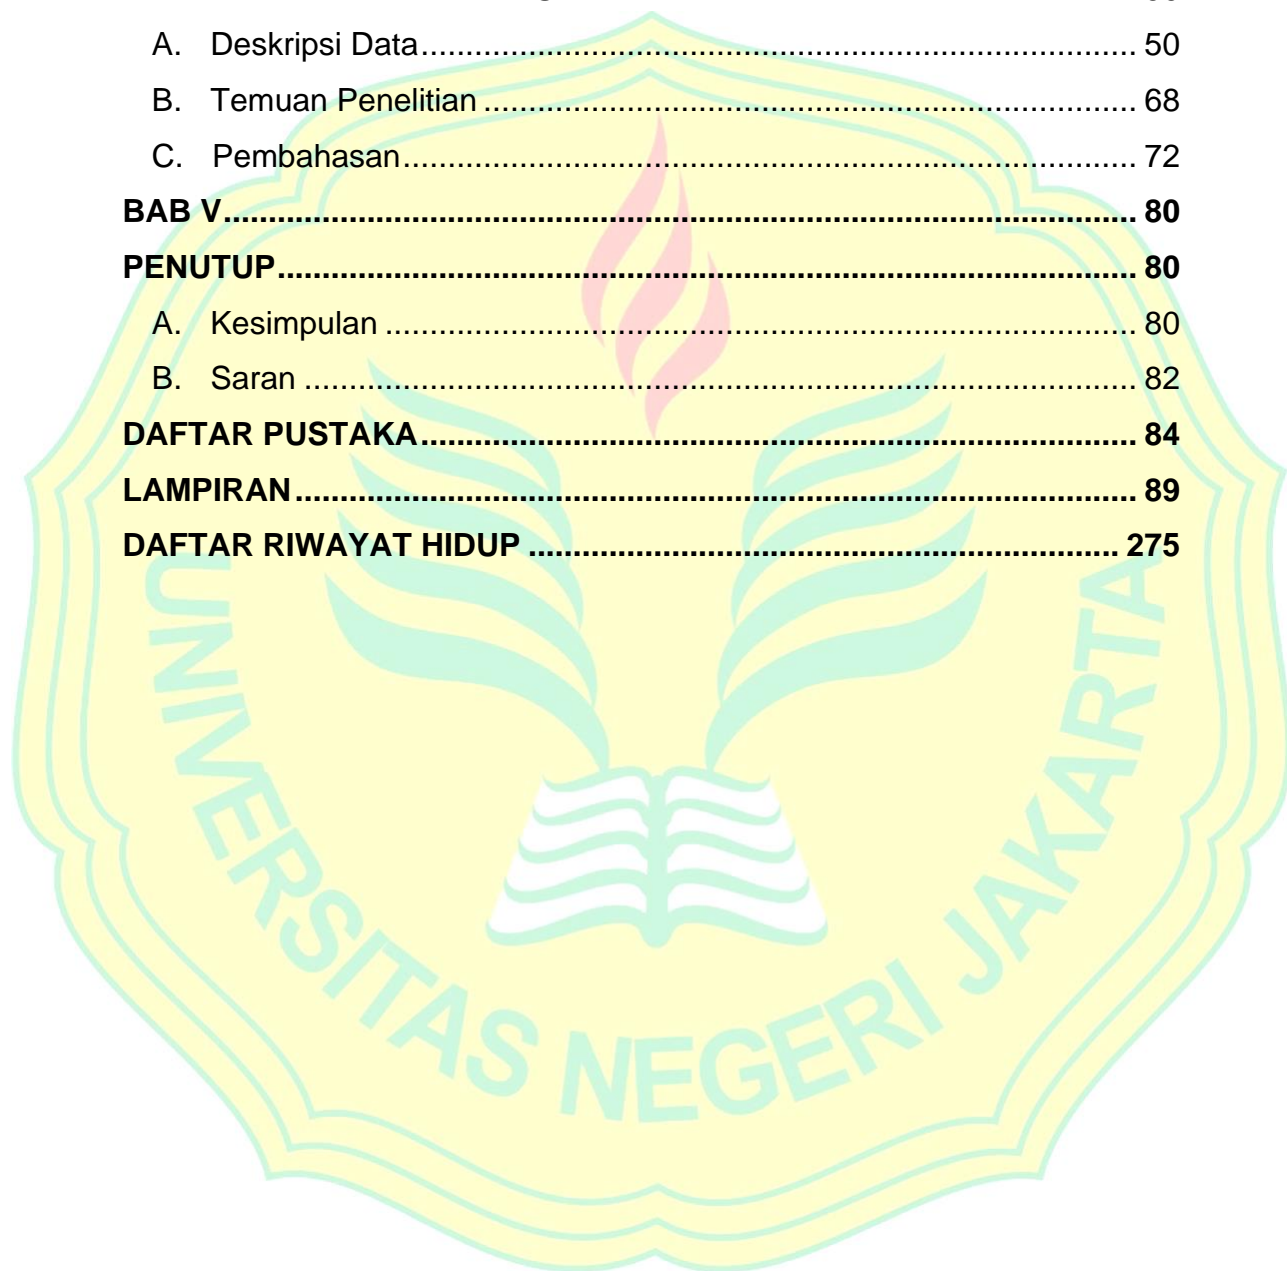 A. Deskripsi Data........................................................................ 50
B. Temuan Penelitian................................................................. 68
C. Pembahasan......................................................................... 72
BAB V........................................................................................... 80
PENUTUP..................................................................................... 80
A. Kesimpulan........................................................................... 80
B. Saran.................................................................................... 82
DAFTAR PUSTAKA....................................................................... 84
LAMPIRAN.................................................................................... 89
DAFTAR RIWAYAT HIDUP........................................................... 275
UNIVERSITAS NEGERI JAKARTA